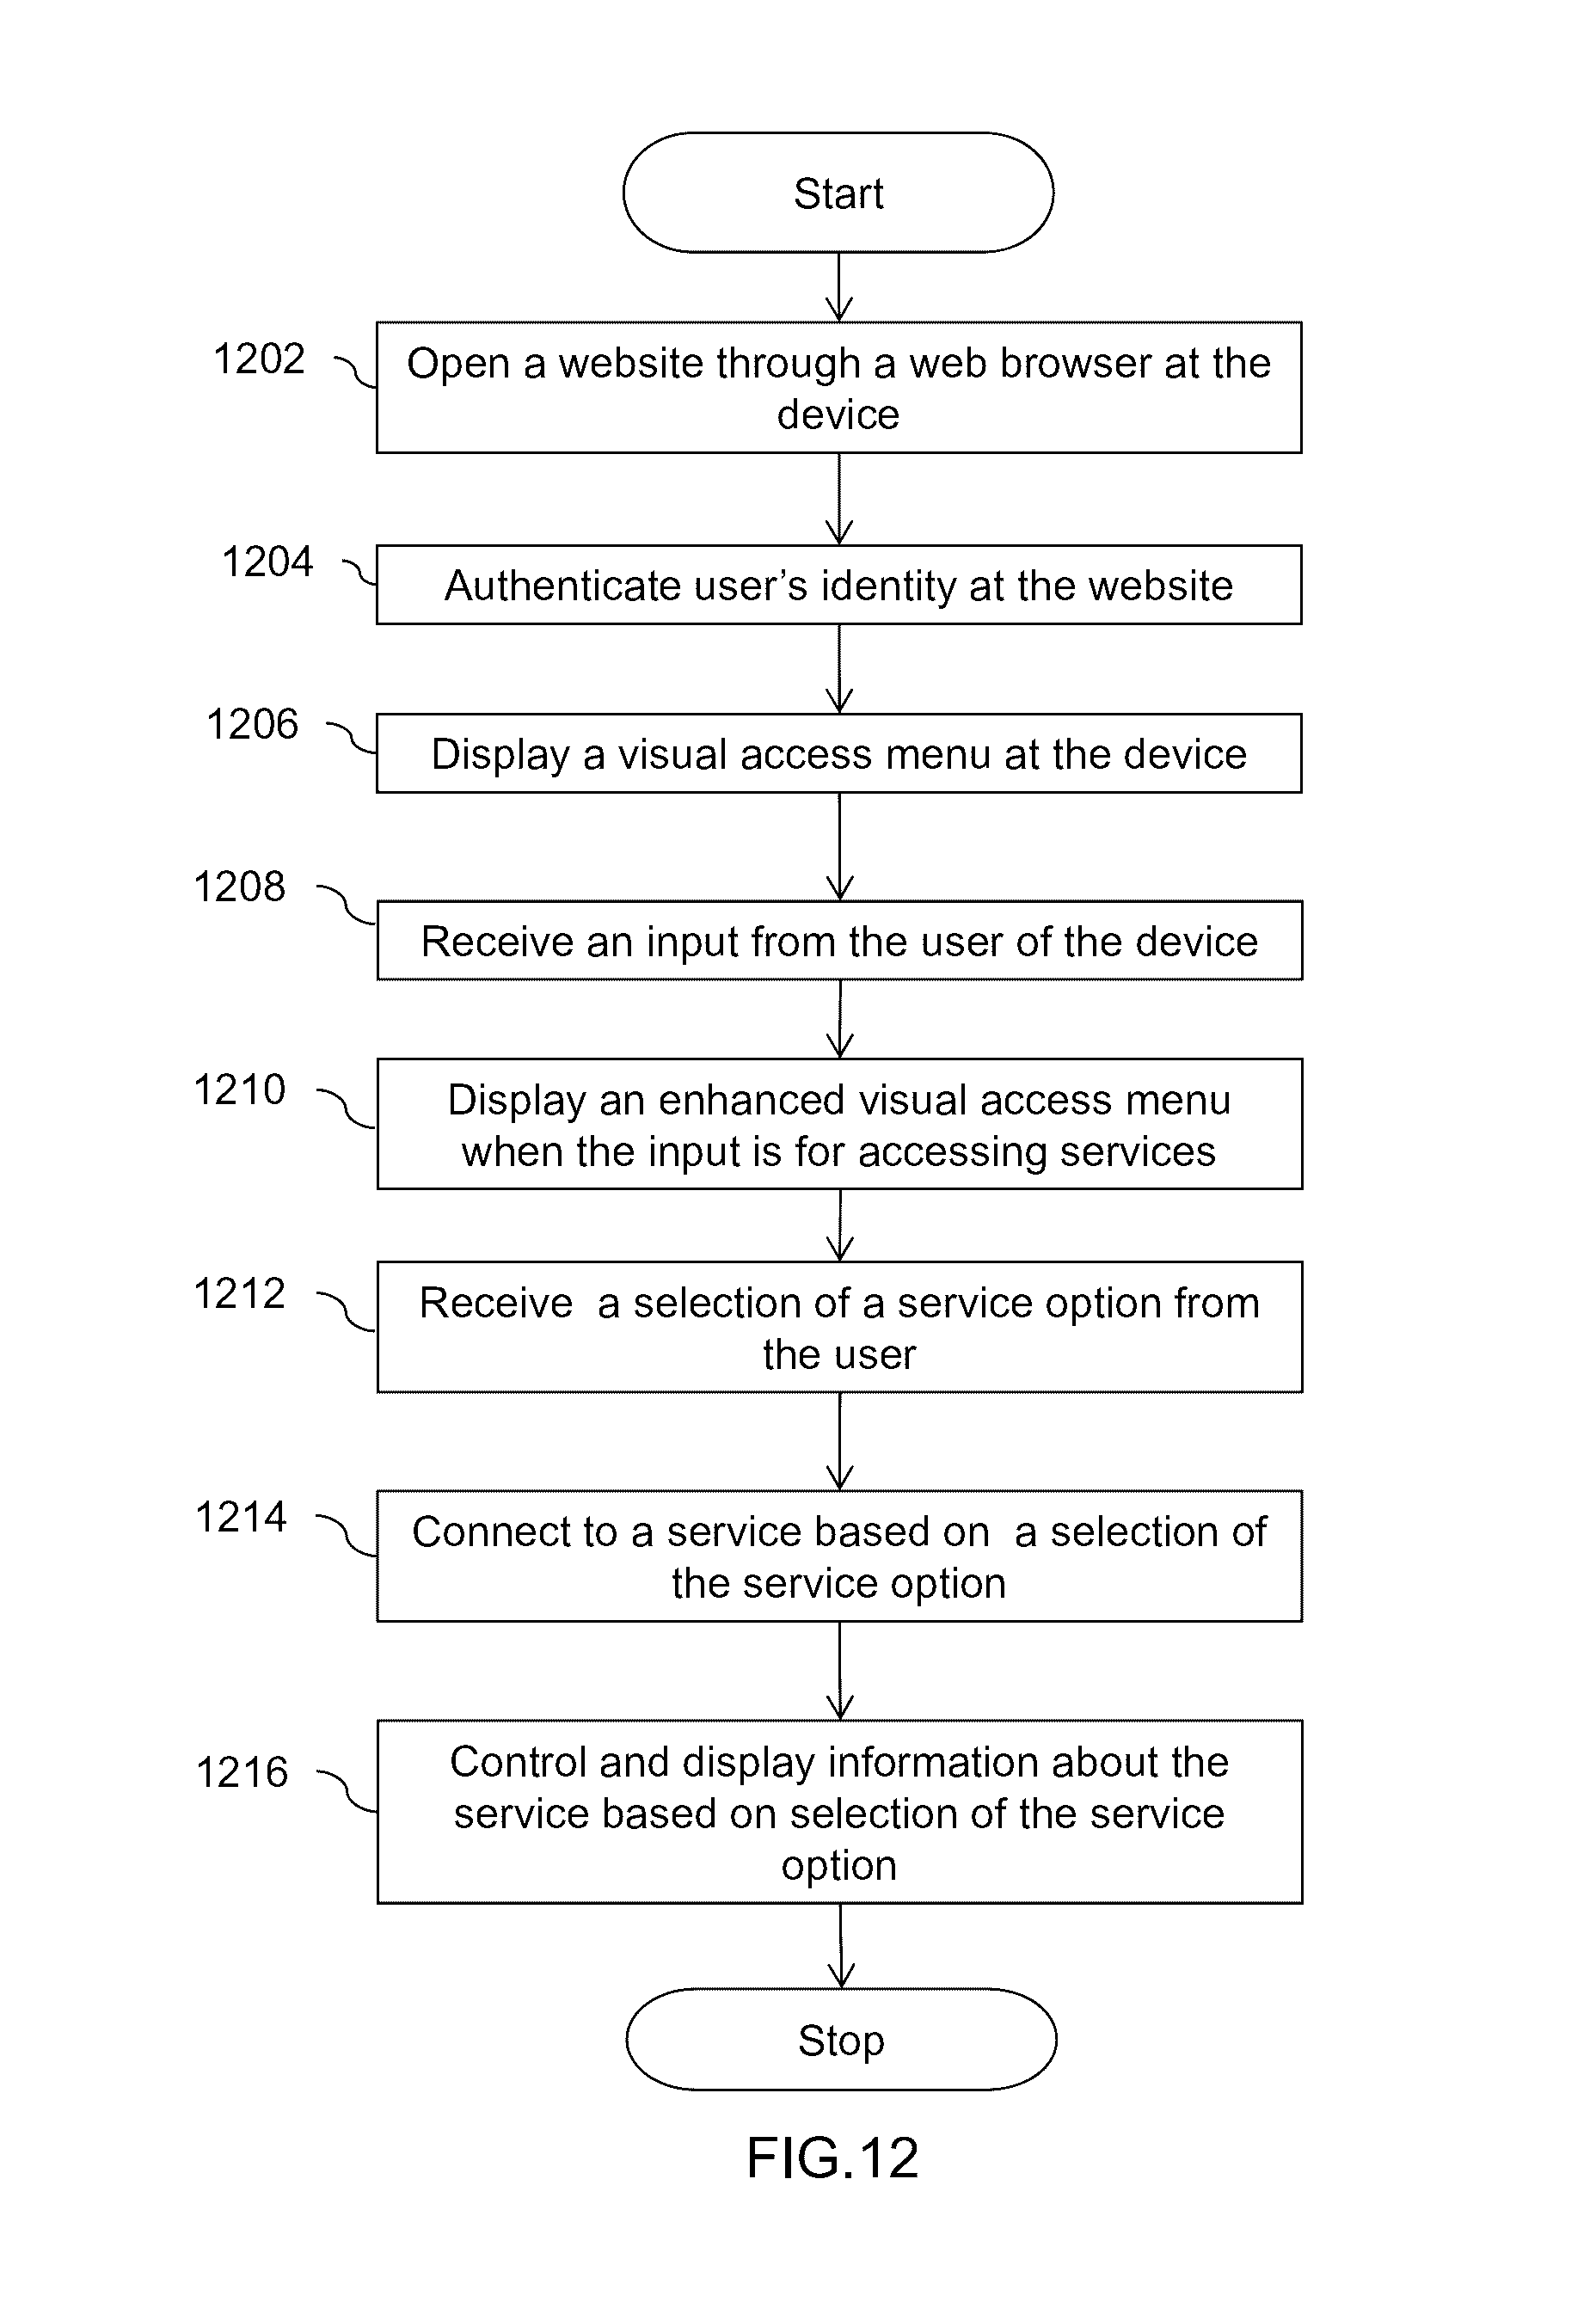 Start
1202
Open a website through a web browser at the
device
1204
Authenticate user’s identity at the website
1206
Display a visual access menu at the device
1208
Receive an input from the user of the device
1210
Display an enhanced visual access menu
when the input is for accessing services
1212
Receive  a selection of a service option from
the user
1214
Connect to a service based on  a selection of
the service option
1216
Control and display information about the
service based on selection of the service
option
Stop
FIG.12